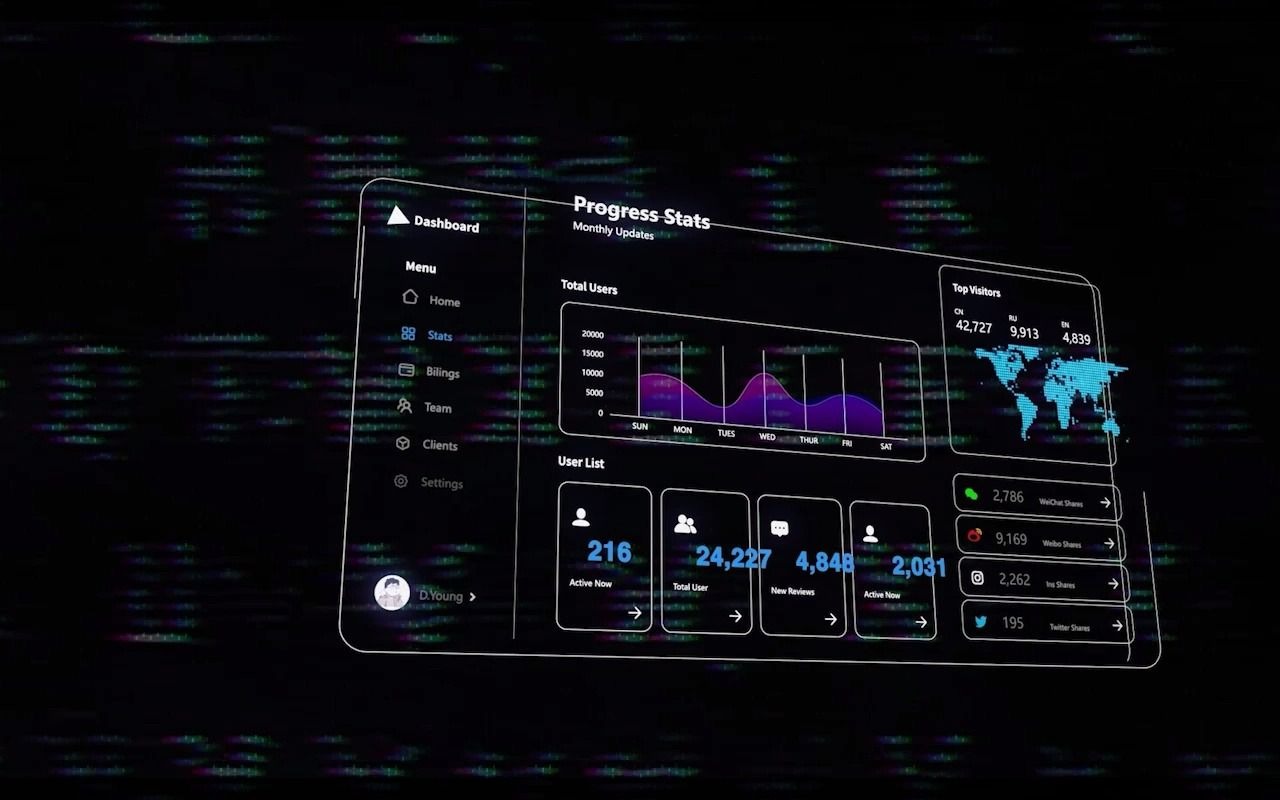 Dashboard
Menu
Home
Stats
Bilings
Team
Clients
Settings
D.Young
Progress Stats
Monthly Updates
Total Users
20000
15000
10000
5000
0
SUN MON TUES WED THUR FRI SAT
User List
216
Active Now
24,227
Total User
4,848
New Reviews
2,031
Active Now
Top Visitors
CN RU EN
42,727 9,913 4,839
2,786 WeiChat Shares
9,169 Weibo Shares
2,262 Ins Shares
195 Twitter Shares